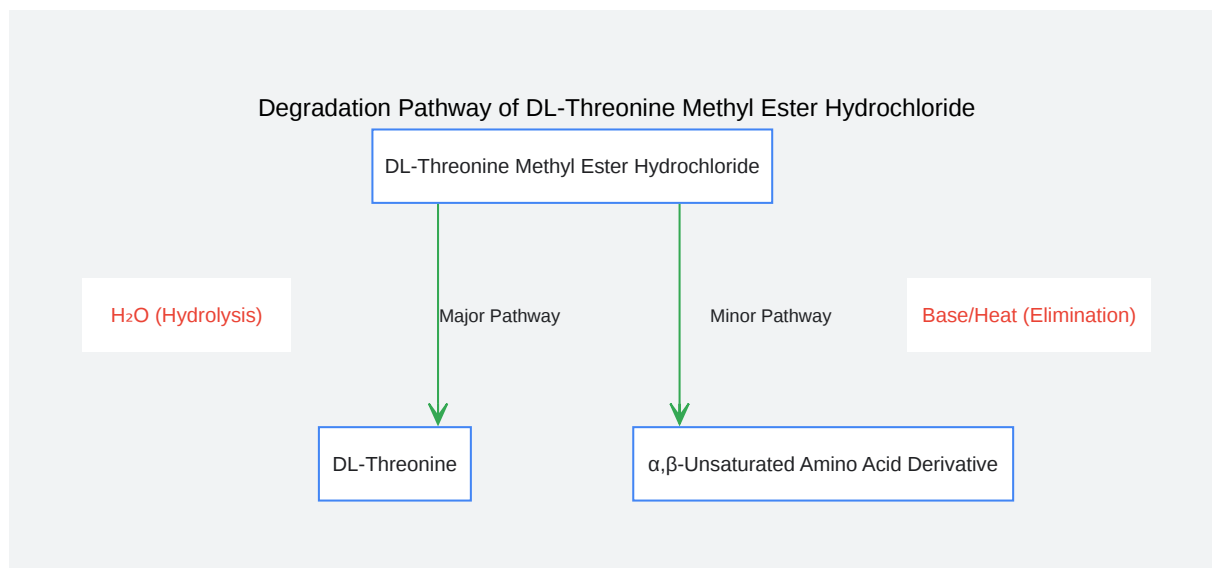 Degradation Pathway of DL-Threonine Methyl Ester Hydrochloride
DL-Threonine Methyl Ester Hydrochloride
H₂O (Hydrolysis)
Major Pathway
Minor Pathway
Base/Heat (Elimination)
DL-Threonine
α,β-Unsaturated Amino Acid Derivative